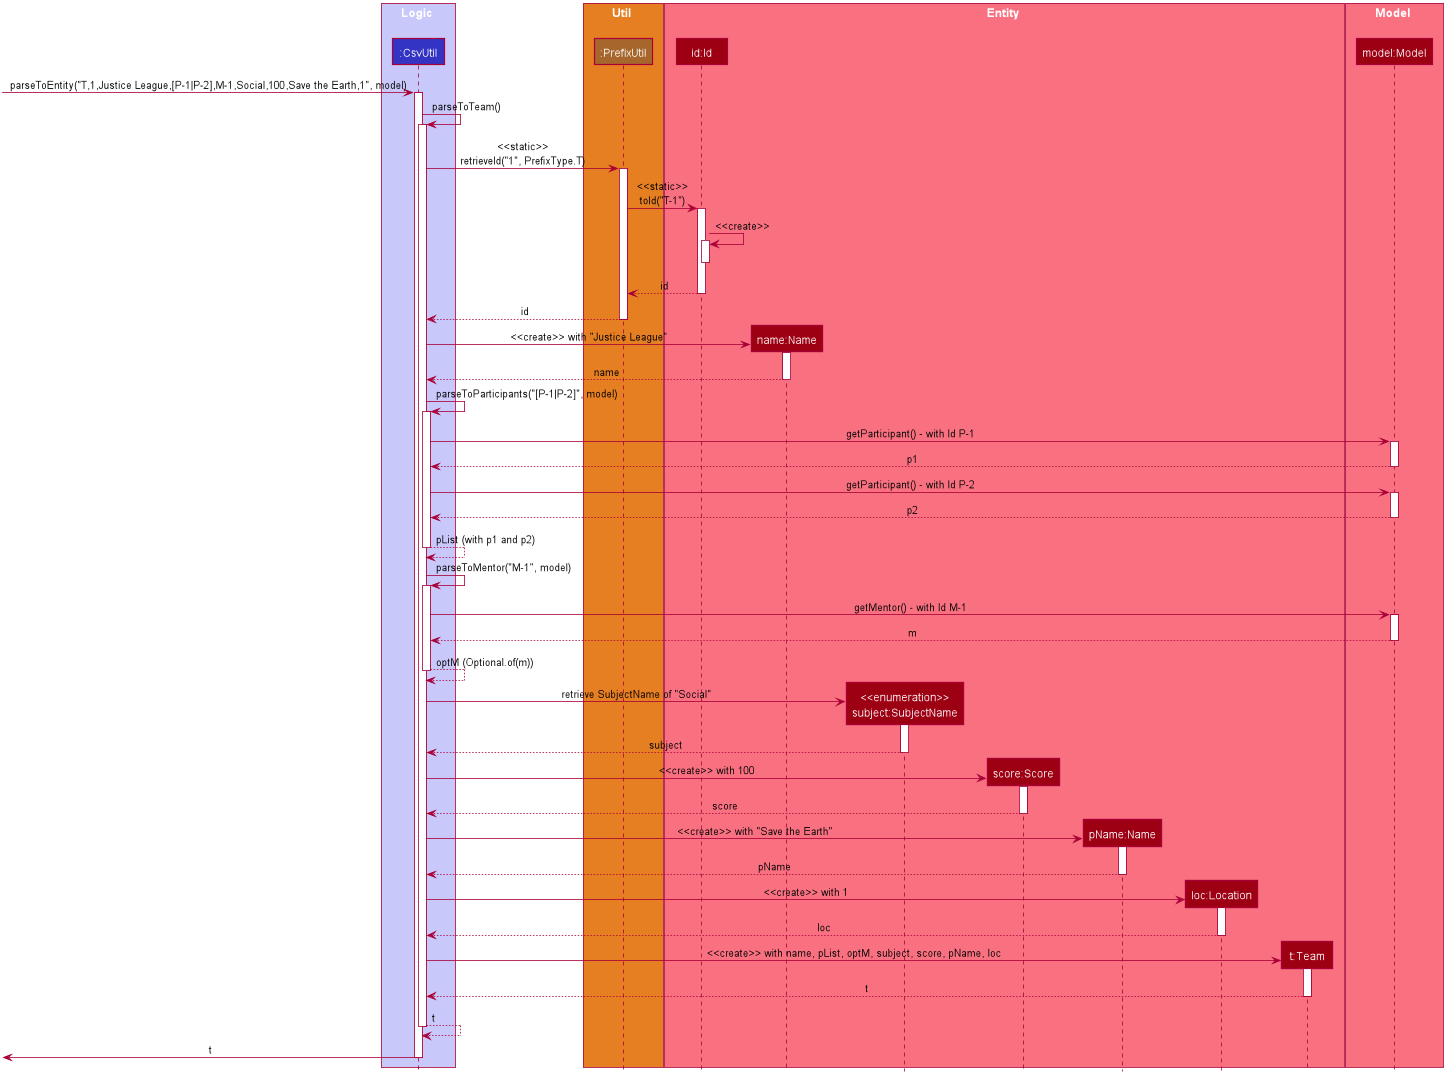 Logic
Util
Entity
Model
:CsvUtil
:PrefixUtil
id:Id
model:Model
parseToEntity("T,1,Justice League,[P-1|P-2],M-1,Social,100,Save the Earth,1", model)
parseToTeam()
<<static>>
retrieveId("1", PrefixType.T)
<<static>>
toId("T-1")
<<create>>
id
id
<<create>> with "Justice League"
name:Name
name
parseToParticipants("[P-1|P-2]", model)
getParticipant() - with Id P-1
p1
getParticipant() - with Id P-2
p2
pList (with p1 and p2)
parseToMentor("M-1", model)
getMentor() - with Id M-1
m
optM (Optional.of(m))
retrieve SubjectName of "Social"
<<enumeration>>
subject:SubjectName
subject
<<create>> with 100
score:Score
score
<<create>> with "Save the Earth"
pName:Name
pName
<<create>> with 1
loc:Location
loc
<<create>> with name, pList, optM, subject, score, pName, loc
t:Team
t
t
t